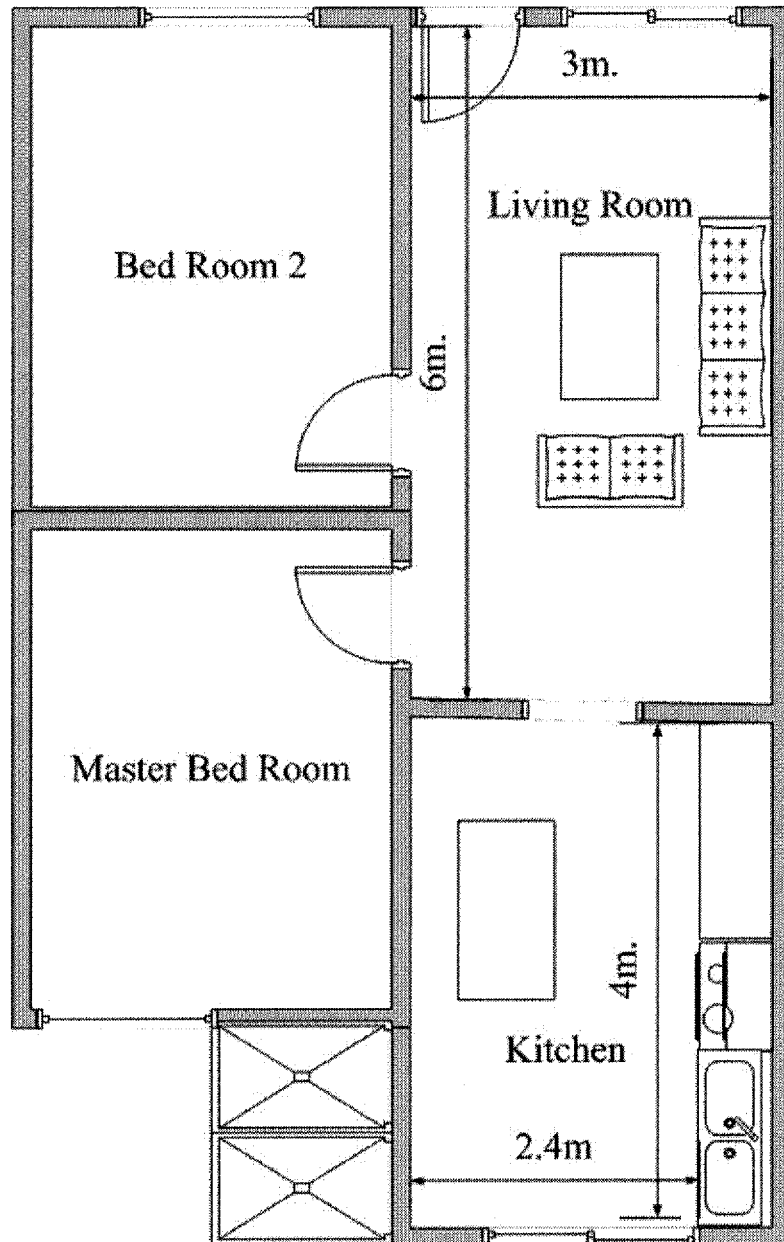 3m.
Living Room
Bed Room 2
6m.
Master Bed Room
4m.
Kitchen
2.4m